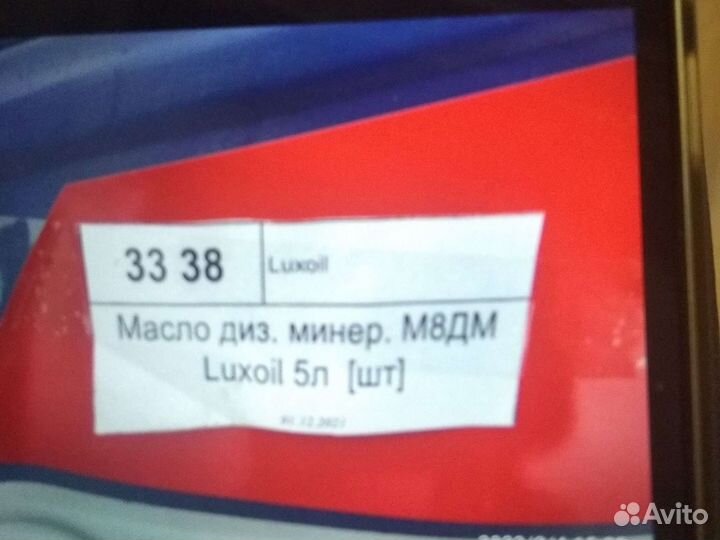 33 38
Luxoil
Масло диз. минер. М8ДМ
Luxoil 5л [шт]
Avito